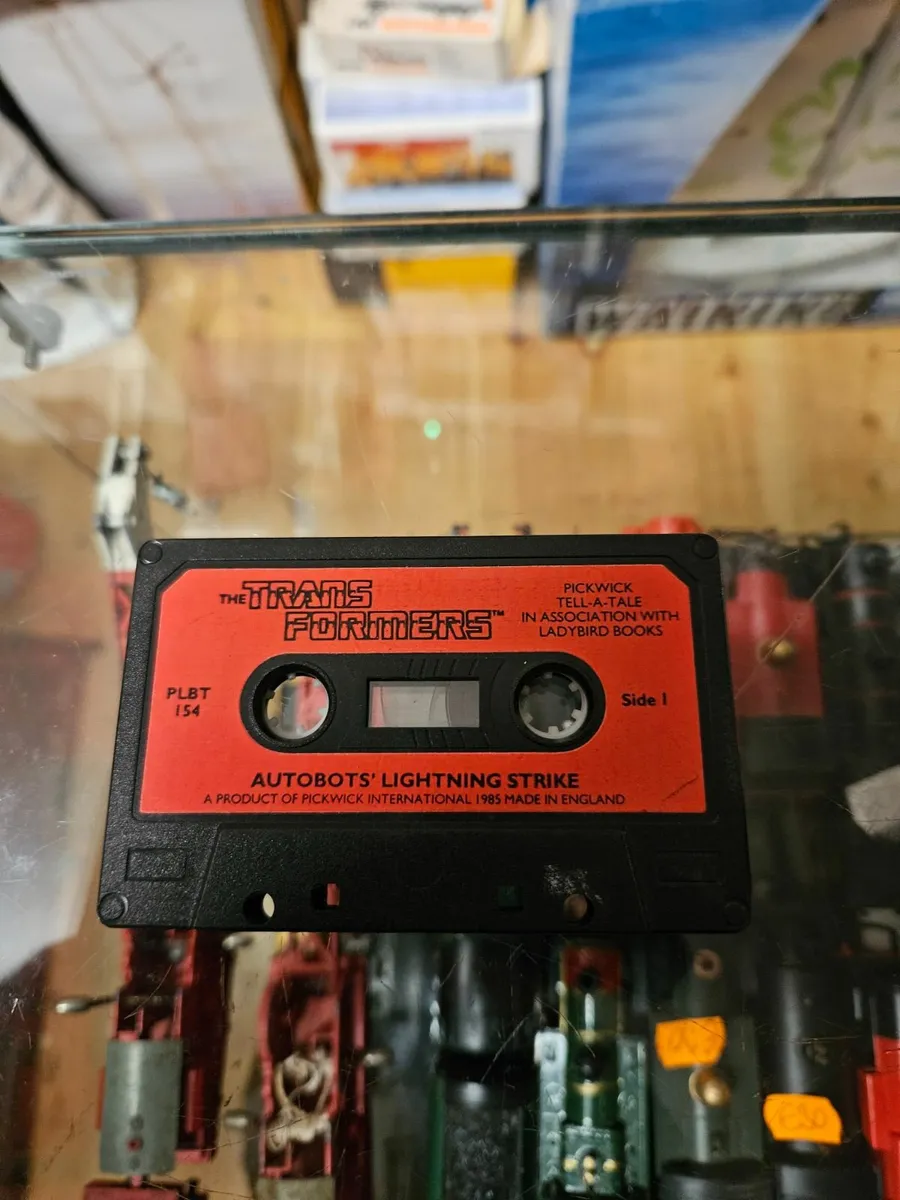 THE TRANS
FORMERS™
PICKWICK
TELL-A-TALE
IN ASSOCIATION WITH
LADYBIRD BOOKS
PLBT
154
Side 1
AUTOBOTS' LIGHTNING STRIKE
A PRODUCT OF PICKWICK INTERNATIONAL 1985 MADE IN ENGLAND